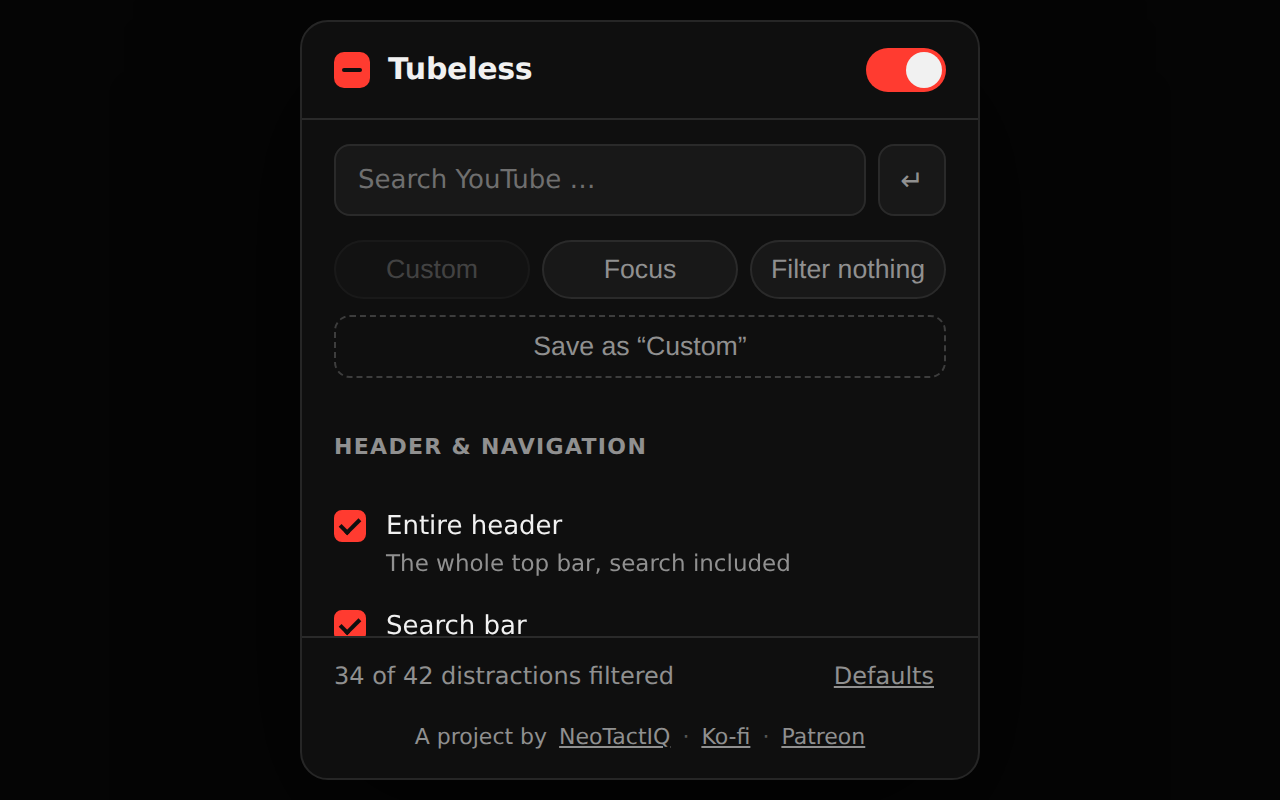 Tubeless
Search YouTube …
↵
Custom
Focus
Filter nothing
Save as “Custom”
HEADER & NAVIGATION
Entire header
The whole top bar, search included
Search bar
34 of 42 distractions filtered
Defaults
A project by NeoTactIQ · Ko-fi · Patreon